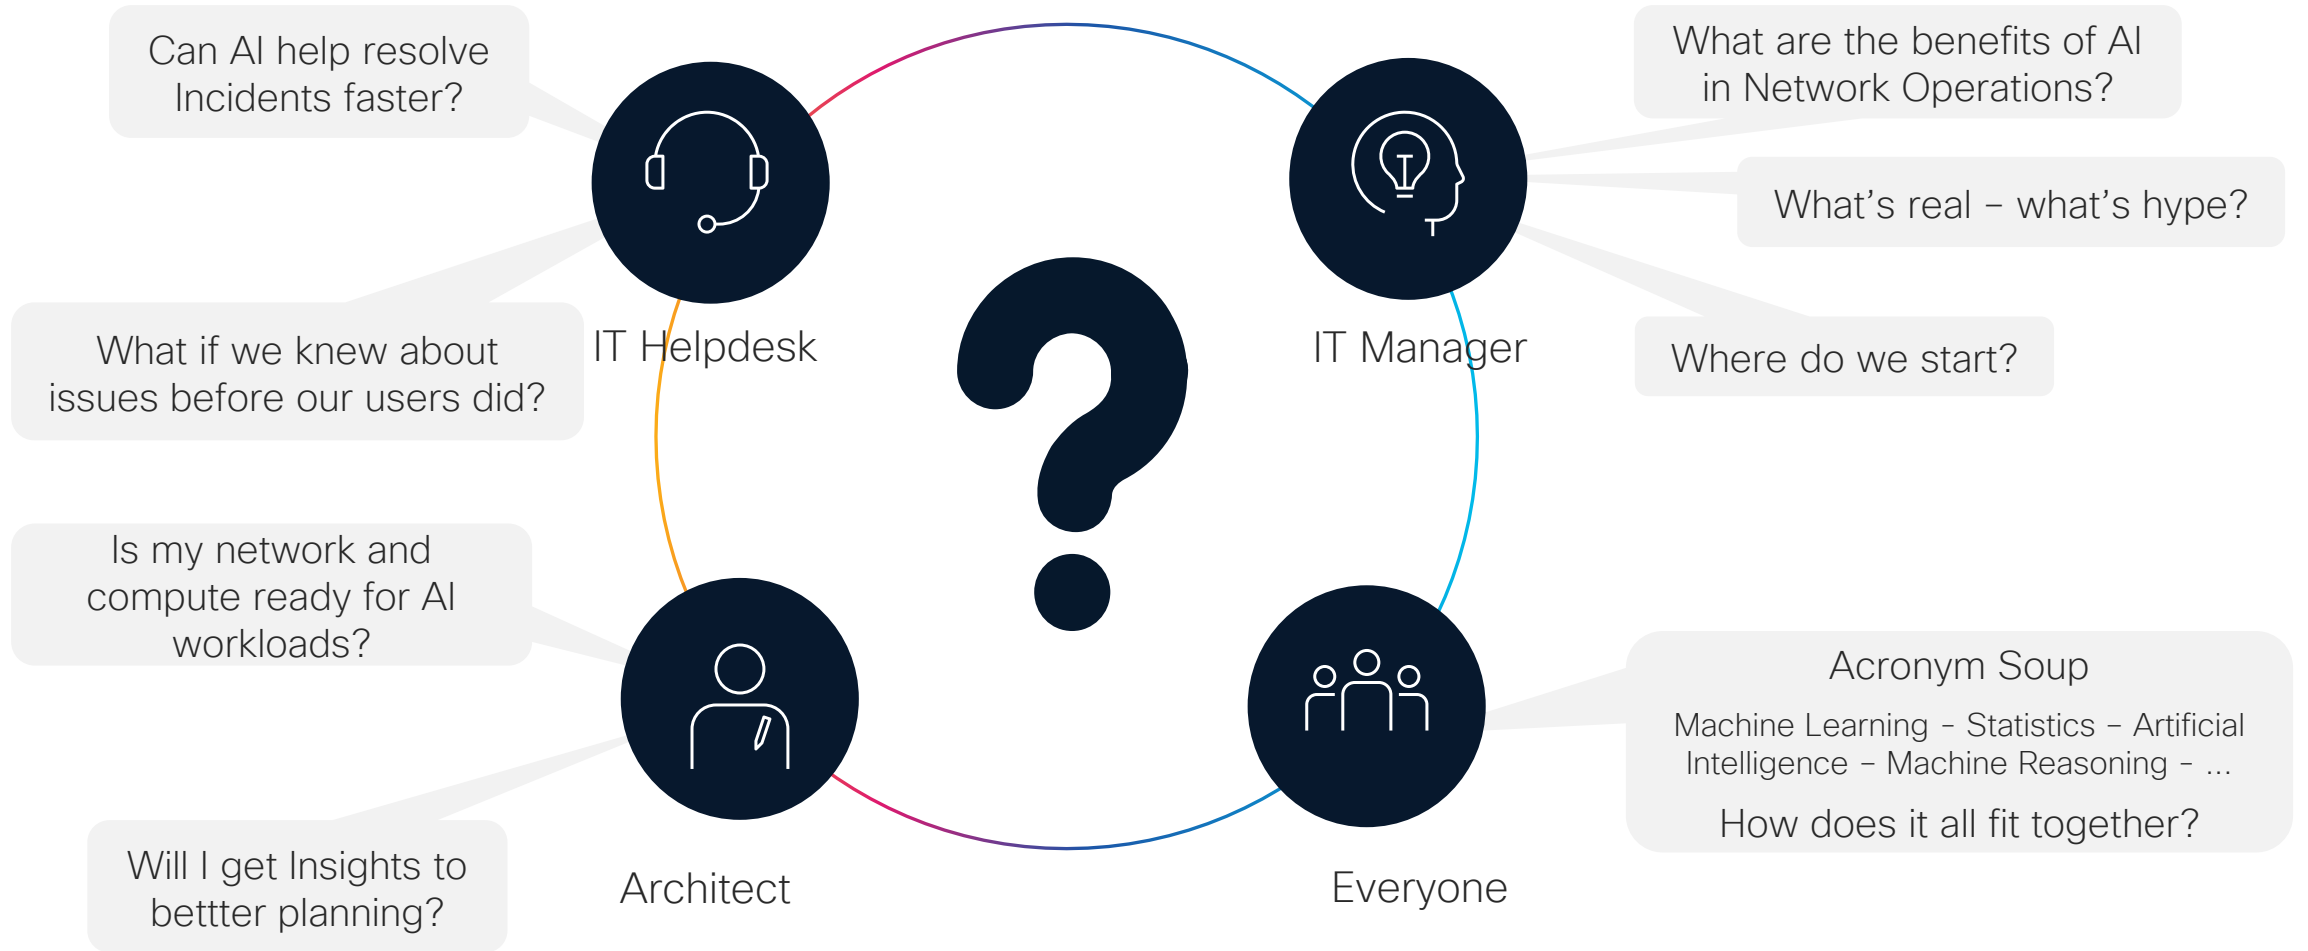 Can AI help resolve
Incidents faster?
What if we knew about
issues before our users did?
IT Helpdesk
What are the benefits of AI
in Network Operations?
What's real – what's hype?
Where do we start?
IT Manager
Is my network and
compute ready for AI
workloads?
Will I get Insights to
bettter planning?
Architect
Acronym Soup
Machine Learning - Statistics – Artificial
Intelligence – Machine Reasoning - ...
How does it all fit together?
Everyone